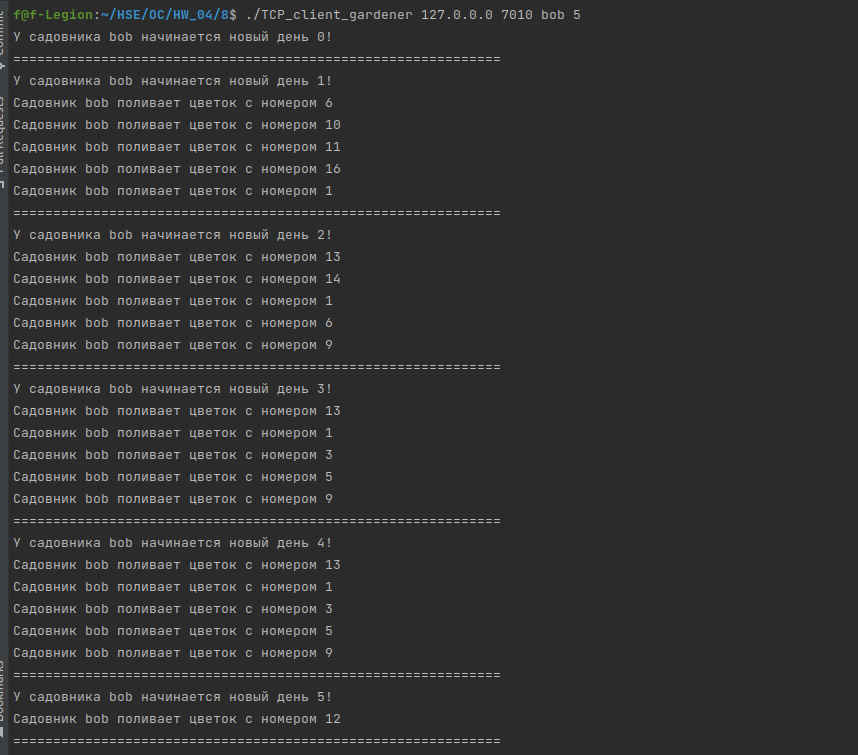 f@f-Legion:~/HSE/OC/HW_04/8$ ./TCP_client_gardener 127.0.0.0 7010 bob 5
У садовника bob начинается новый день 0!
=============================================================
У садовника bob начинается новый день 1!
Садовник bob поливает цветок с номером 6
Садовник bob поливает цветок с номером 10
Садовник bob поливает цветок с номером 11
Садовник bob поливает цветок с номером 16
Садовник bob поливает цветок с номером 1
=============================================================
У садовника bob начинается новый день 2!
Садовник bob поливает цветок с номером 13
Садовник bob поливает цветок с номером 14
Садовник bob поливает цветок с номером 1
Садовник bob поливает цветок с номером 6
Садовник bob поливает цветок с номером 9
=============================================================
У садовника bob начинается новый день 3!
Садовник bob поливает цветок с номером 13
Садовник bob поливает цветок с номером 1
Садовник bob поливает цветок с номером 3
Садовник bob поливает цветок с номером 5
Садовник bob поливает цветок с номером 9
=============================================================
У садовника bob начинается новый день 4!
Садовник bob поливает цветок с номером 13
Садовник bob поливает цветок с номером 1
Садовник bob поливает цветок с номером 3
Садовник bob поливает цветок с номером 5
Садовник bob поливает цветок с номером 9
=============================================================
У садовника bob начинается новый день 5!
Садовник bob поливает цветок с номером 12
=============================================================